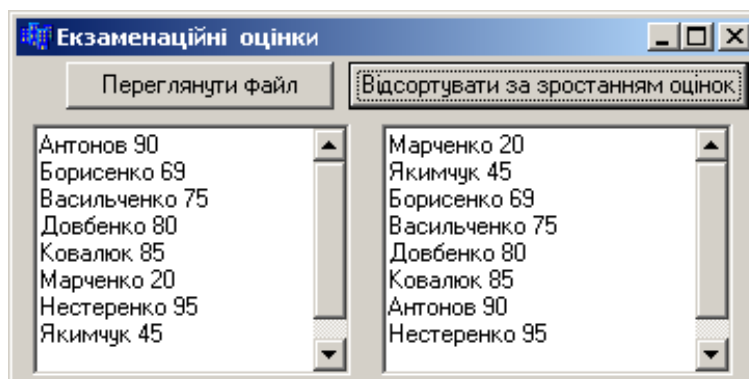 Екзаменаційні оцінки
Переглянути файл
Відсортувати за зростанням оцінок
Антонов 90
Борисенко 69
Васильченко 75
Довбенко 80
Ковалюк 85
Марченко 20
Нестеренко 95
Якимчук 45
Марченко 20
Якимчук 45
Борисенко 69
Васильченко 75
Довбенко 80
Ковалюк 85
Антонов 90
Нестеренко 95